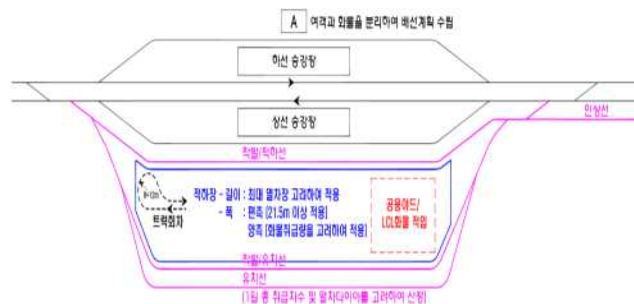 A 여객과 화물을 분리하여 배선계획 수립
하선 승강장
상선 승강장
인상선
착발/적하선
적하장 - 길이 : 최대 열차장 고려하여 적용
- 폭 : 편측 [21.5m 이상 적용]
양측 [화물취급량을 고려하여 적용]
트럭회차
공용야드/
LCL화물 적입
착발/유치선
유치선
(1일 총 취급차수 및 열차다이아를 고려하여 산정)